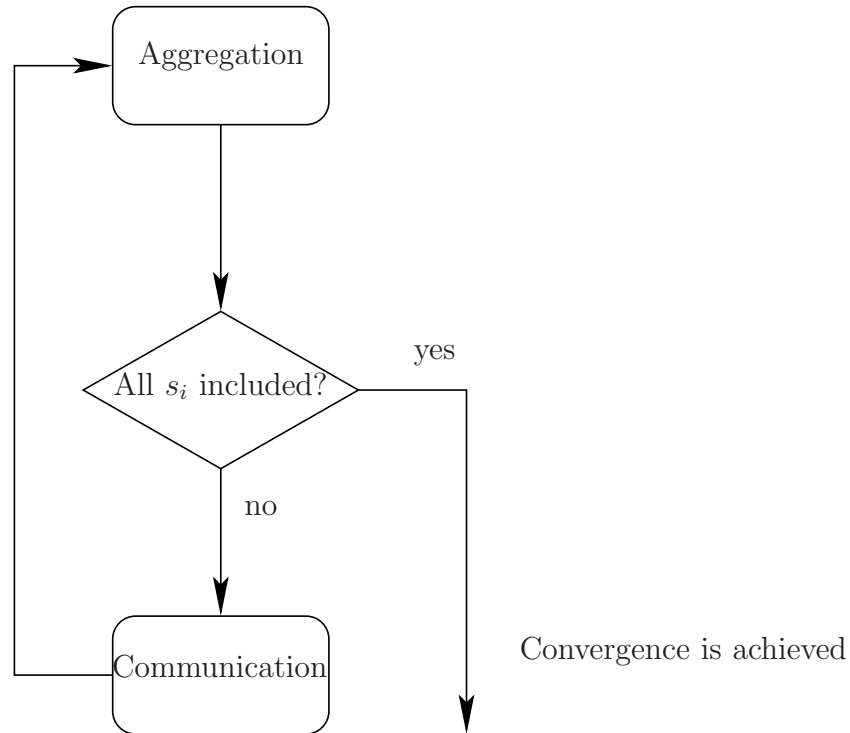 Aggregation
All $s_i$ included?
yes
no
Communication
Convergence is achieved